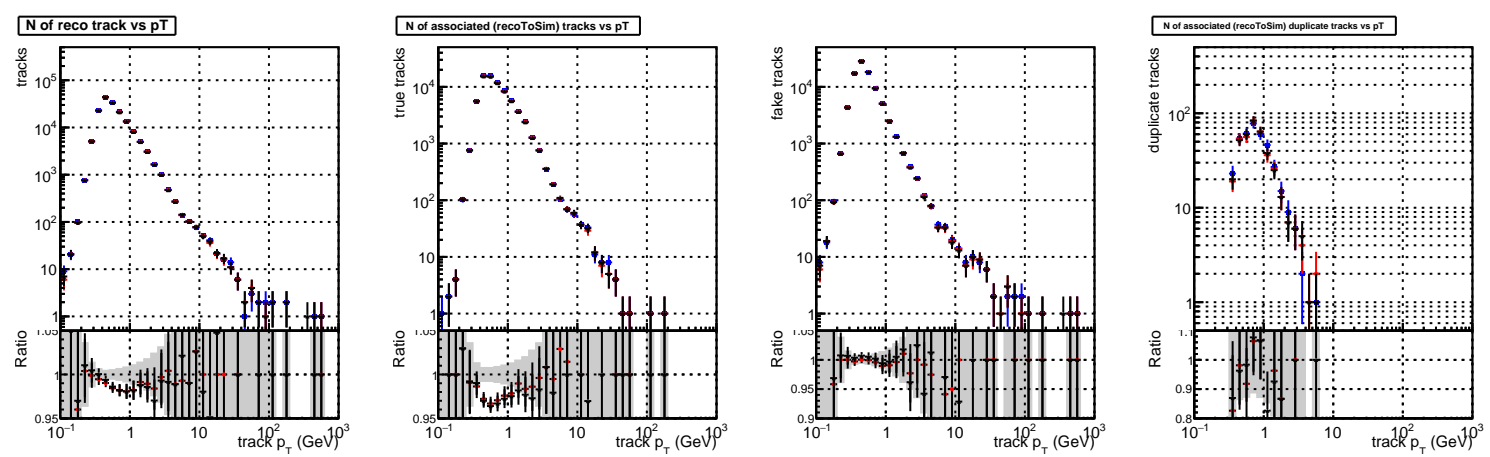 N of reco track vs pT
tracks
10^5
10^4
10^3
10^2
10
1
Ratio
1.05
1
0.95
10^-1 1 10 10^2 10^3
track p_T (GeV)
N of associated (recoToSim) tracks vs pT
true tracks
10^4
10^3
10^2
10
1
Ratio
1.05
1
0.95
10^-1 1 10 10^2 10^3
track p_T (GeV)
fake tracks
10^4
10^3
10^2
10
1
Ratio
1.05
1
0.95
0.9
10^-1 1 10 10^2 10^3
track p_T (GeV)
N of associated (recoToSim) duplicate tracks vs pT
duplicate tracks
10^2
10
1
Ratio
1.1
1
0.9
0.8
10^-1 1 10 10^2 10^3
track p_T (GeV)